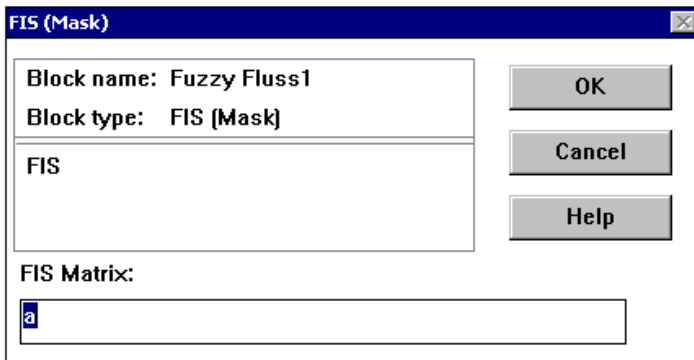 FIS (Mask)
Block name: Fuzzy Fluss1
Block type: FIS (Mask)
FIS
OK
Cancel
Help
FIS Matrix:
a